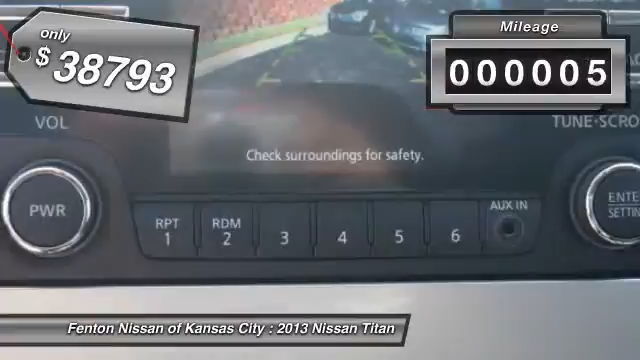 only
$ 38793
Mileage
000005
VOL
TUNE·SCRO
Check surroundings for safety.
PWR
RPT
1
RDM
2
3
4
5
6
AUX IN
ENTE
SETTIN
Fenton Nissan of Kansas City : 2013 Nissan Titan